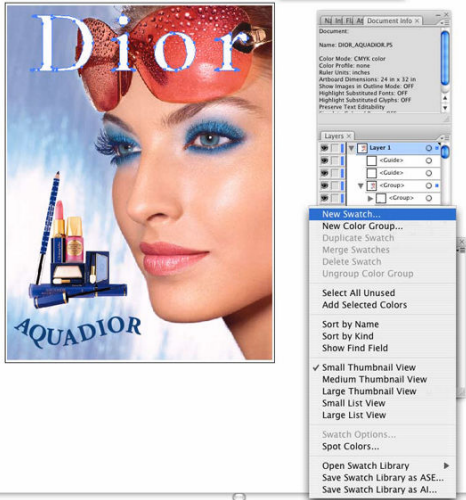 Dior
AQUADIOR
Document Info
Document:
Name: DIOR_AQUADIOR.PS
Color Mode: CMYK color
Color Profile: none
Ruler Units: inches
Artboard Dimensions: 24 in x 32 in
Show Images in Outline Mode: OFF
Highlight Substituted Fonts: OFF
Highlight Substituted Glyphs: OFF
Preserve Text Editability
Layers
Layer 1
<Guide>
<Guide>
<Group>
<Group>
New Swatch...
New Color Group...
Duplicate Swatch
Merge Swatches
Delete Swatch
Ungroup Color Group
Select All Unused
Add Selected Colors
Sort by Name
Sort by Kind
Show Find Field
Small Thumbnail View
Medium Thumbnail View
Large Thumbnail View
Small List View
Large List View
Swatch Options...
Spot Colors...
Open Swatch Library
Save Swatch Library as ASE...
Save Swatch Library as AI...